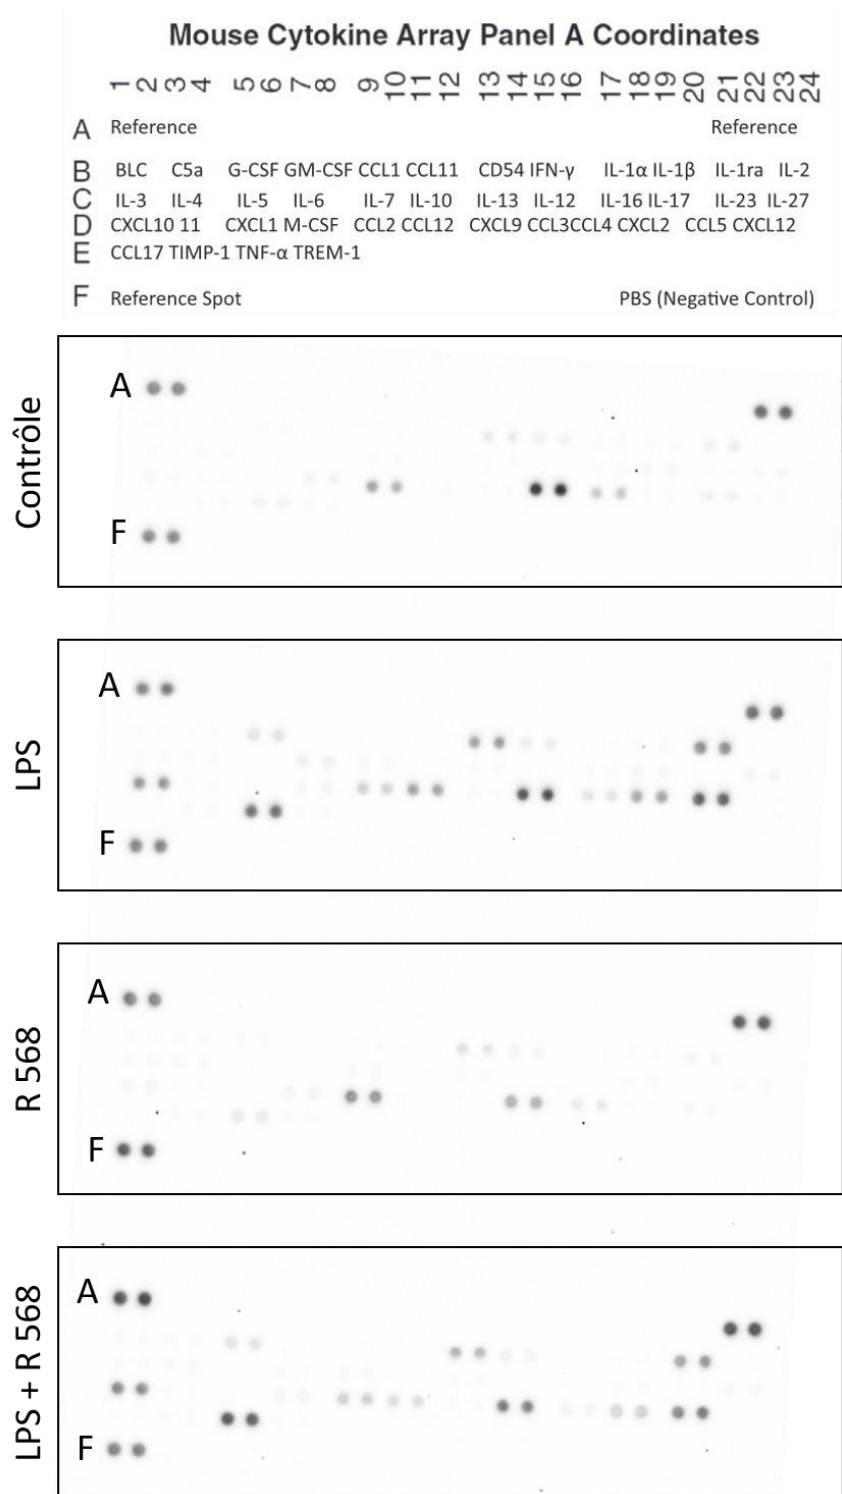 Mouse Cytokine Array Panel A Coordinates
1 2 3 4 5 6 7 8 9 10 11 12 13 14 15 16 17 18 19 20 21 22 23 24
A Reference Reference
B BLC C5a G-CSF GM-CSF CCL1 CCL11 CD54 IFN-γ IL-1α IL-1β IL-1ra IL-2
C IL-3 IL-4 IL-5 IL-6 IL-7 IL-10 IL-13 IL-12 IL-16 IL-17 IL-23 IL-27
D CXCL10 11 CXCL1 M-CSF CCL2 CCL12 CXCL9 CCL3CCL4 CXCL2 CCL5 CXCL12
E CCL17 TIMP-1 TNF-α TREM-1
F Reference Spot PBS (Negative Control)
Contrôle
A
F
LPS
A
F
R 568
A
F
LPS + R 568
A
F